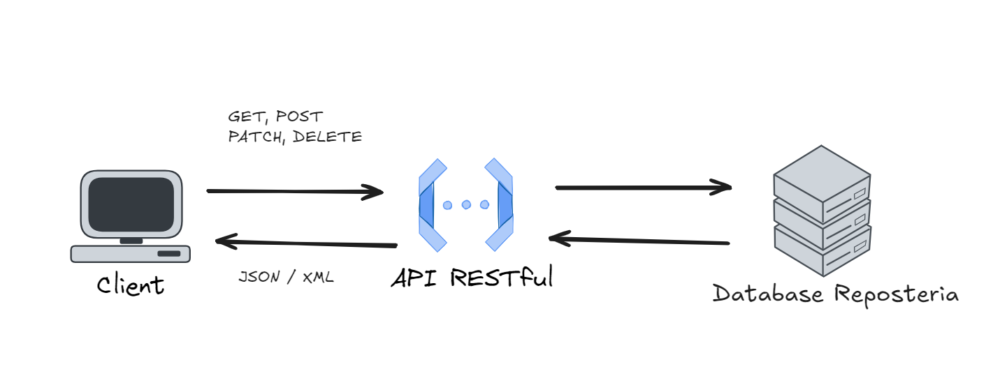 GET, POST
PATCH, DELETE
Client
JSON / XML
API RESTful
Database Reposteria